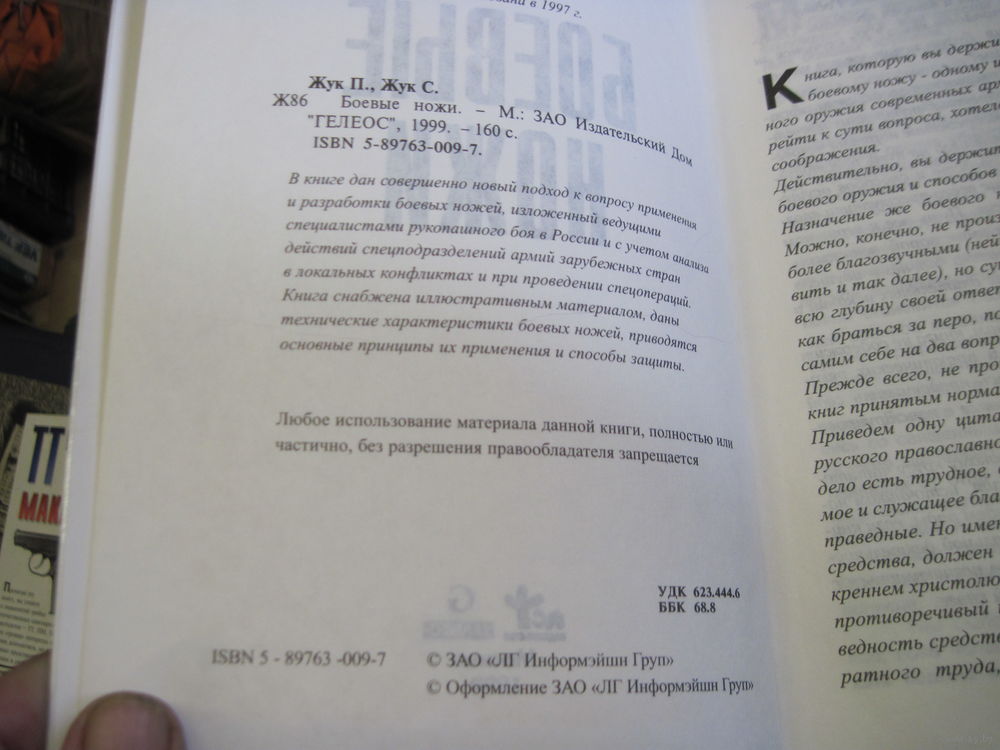 в 1997 г.
Жук П., Жук С.
Ж86 Боевые ножи. – М.: ЗАО Издательский Дом
"ГЕЛЕОС", 1999. – 160 с.
ISBN 5-89763-009-7.
В книге дан совершенно новый подход к вопросу применения
и разработки боевых ножей, изложенный ведущими
специалистами рукопашного боя в России и с учетом анализа
действий спецподразделений армий зарубежных стран
в локальных конфликтах и при проведении спецопераций.
Книга снабжена иллюстративным материалом, даны
технические характеристики боевых ножей, приводятся
основные принципы их применения и способы защиты.
Любое использование материала данной книги, полностью или
частично, без разрешения правообладателя запрещается
УДК 623.444.6
ББК 68.8
ISBN 5 - 89763 -009-7
© ЗАО «ЛГ Информэйшн Груп»
© Оформление ЗАО «ЛГ Информэйшн Груп»
Книга, которую вы держи
боевому ножу - одному и
ного оружия современных ар
рейти к сути вопроса, хотел
соображения.
Действительно, вы держит
боевого оружия и способов
Назначение же боевого
Можно, конечно, не произ
более благозвучными (ней
вить и так далее), но су
всю глубину своей ответ
как браться за перо, по
самим себе на два вопр
Прежде всего, не про
книг принятым норма
Приведем одну цита
русского православно
дело есть трудное,
мое и служащее бла
праведные. Но име
средства, должен
креннем христолю
противоречивый
ведность средств
ратного труда,
ТТ
МАК